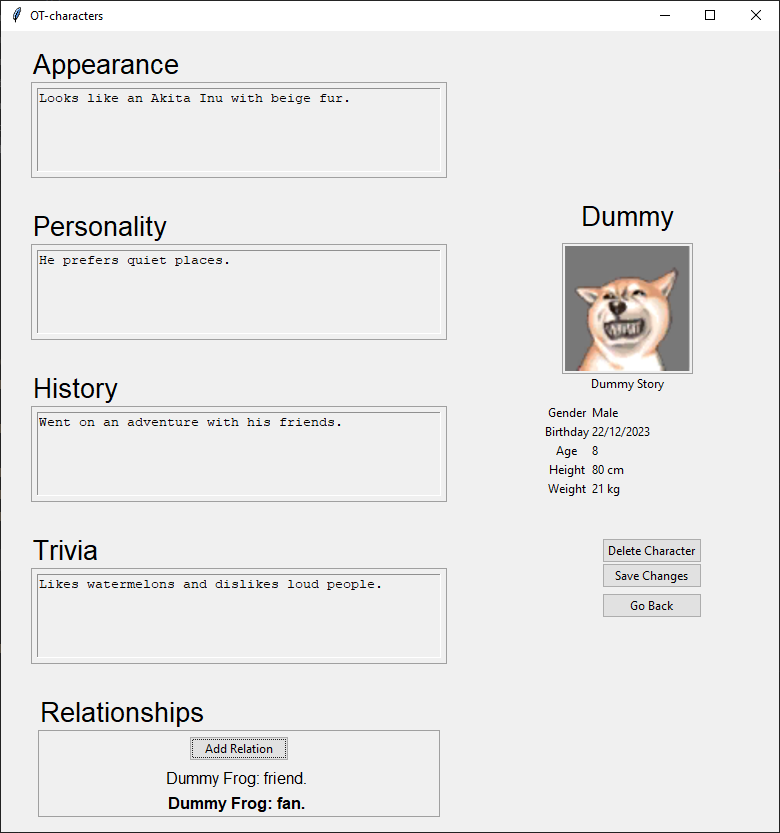 OT-characters
Appearance
Looks like an Akita Inu with beige fur.
Personality
He prefers quiet places.
History
Went on an adventure with his friends.
Trivia
Likes watermelons and dislikes loud people.
Relationships
Add Relation
Dummy Frog: friend.
Dummy Frog: fan.
Dummy
Dummy Story
Gender Male
Birthday 22/12/2023
Age 8
Height 80 cm
Weight 21 kg
Delete Character
Save Changes
Go Back